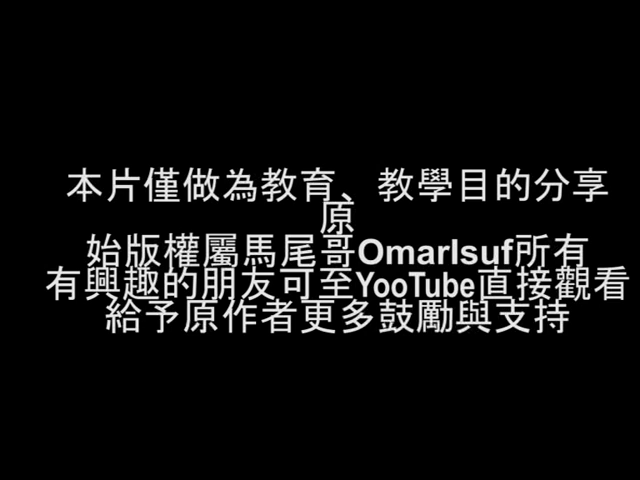 本片僅做為教育、教學目的分享
原
始版權屬馬尾哥OmarIsuf所有
有興趣的朋友可至YooTube直接觀看
給予原作者更多鼓勵與支持